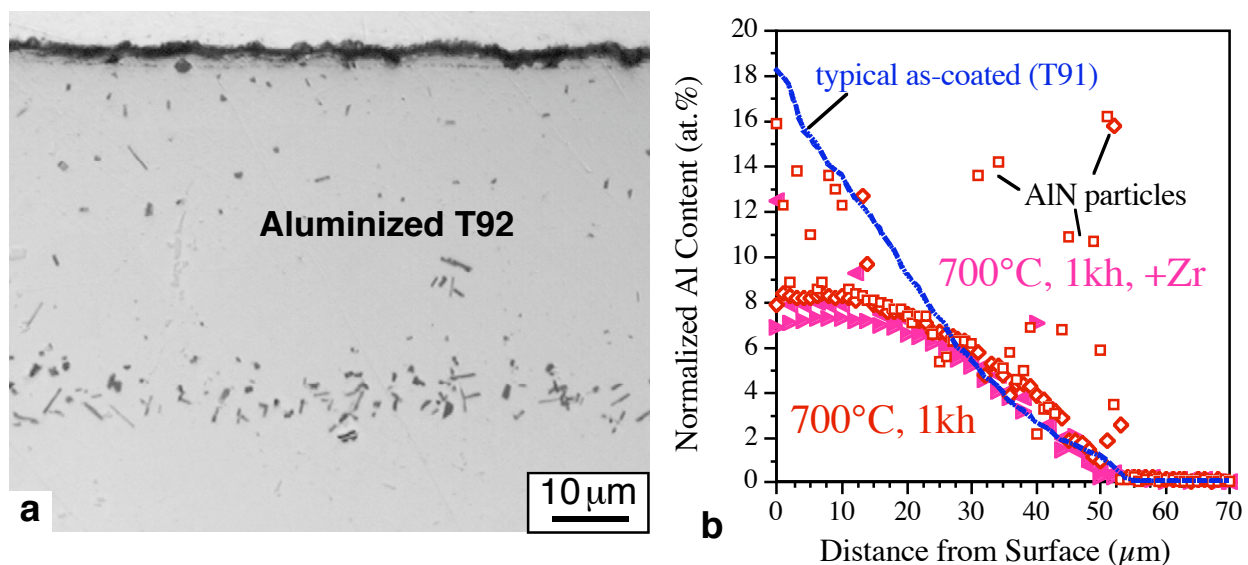 Aluminized T92
10 μm
a
Normalized Al Content (at.%)
20
18
16
14
12
10
8
6
4
2
0
typical as-coated (T91)
AlN particles
700°C, 1kh, +Zr
700°C, 1kh
0 10 20 30 40 50 60 70
b
Distance from Surface (μm)